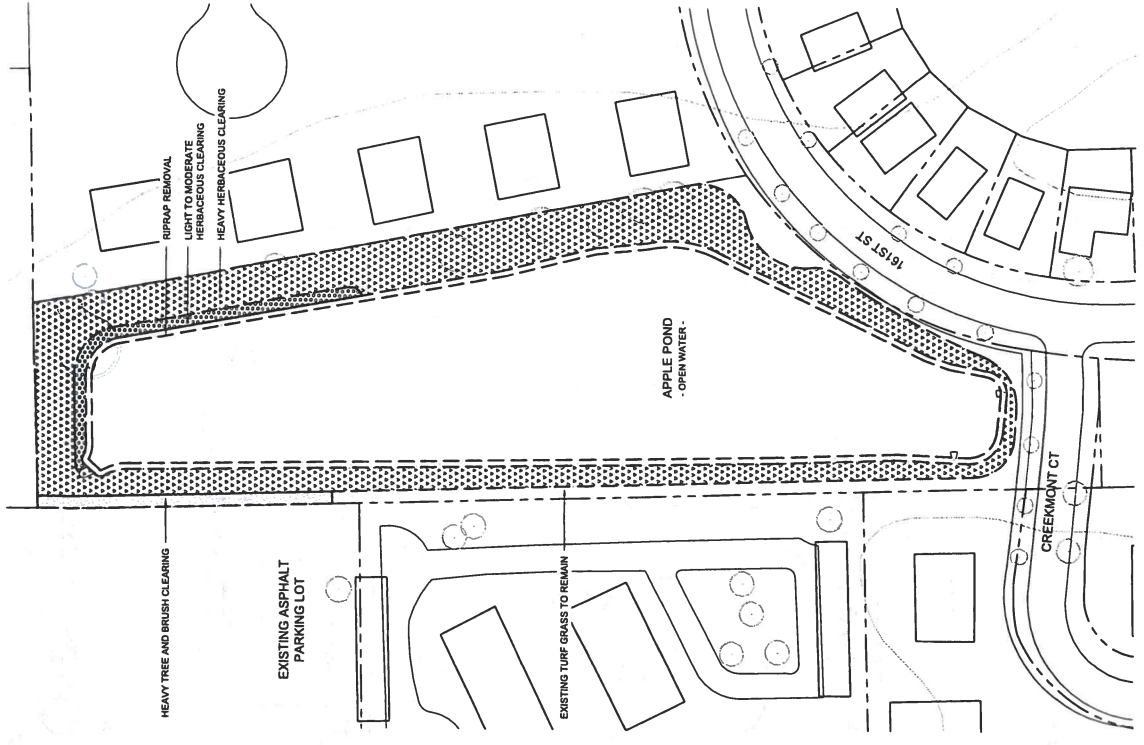 RIPRAP REMOVAL
LIGHT TO MODERATE
HERBACEOUS CLEARING
HEAVY HERBACEOUS CLEARING
161ST ST
APPLE POND
- OPEN WATER -
CREEKMONT CT
HEAVY TREE AND BRUSH CLEARING
EXISTING ASPHALT
PARKING LOT
EXISTING TURF GRASS TO REMAIN